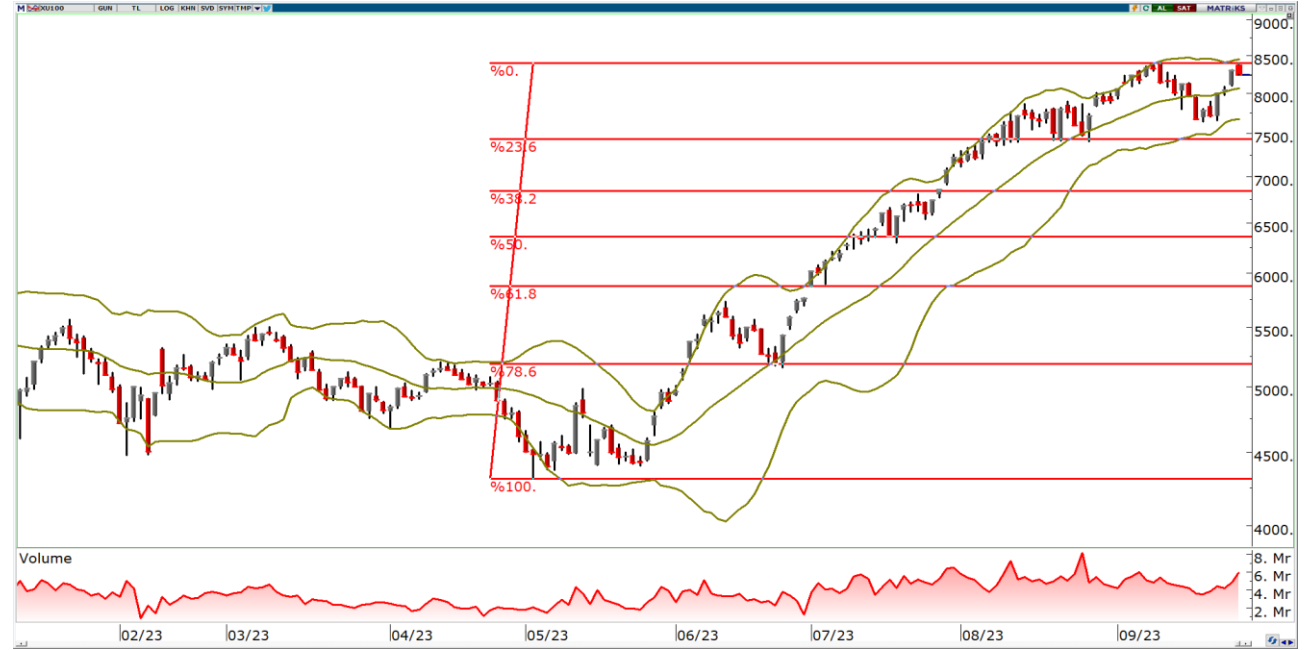 M XU100 GUN TL LOG KHN SVD SYM TMP AL SAT MATRIKS
9000.
%0.
8500.
8000.
%23.6
7500.
%38.2
7000.
%50.
6500.
%61.8
6000.
5500.
%78.6
5000.
4500.
%100.
4000.
Volume
8. Mr
6. Mr
4. Mr
2. Mr
02/23 03/23 04/23 05/23 06/23 07/23 08/23 09/23